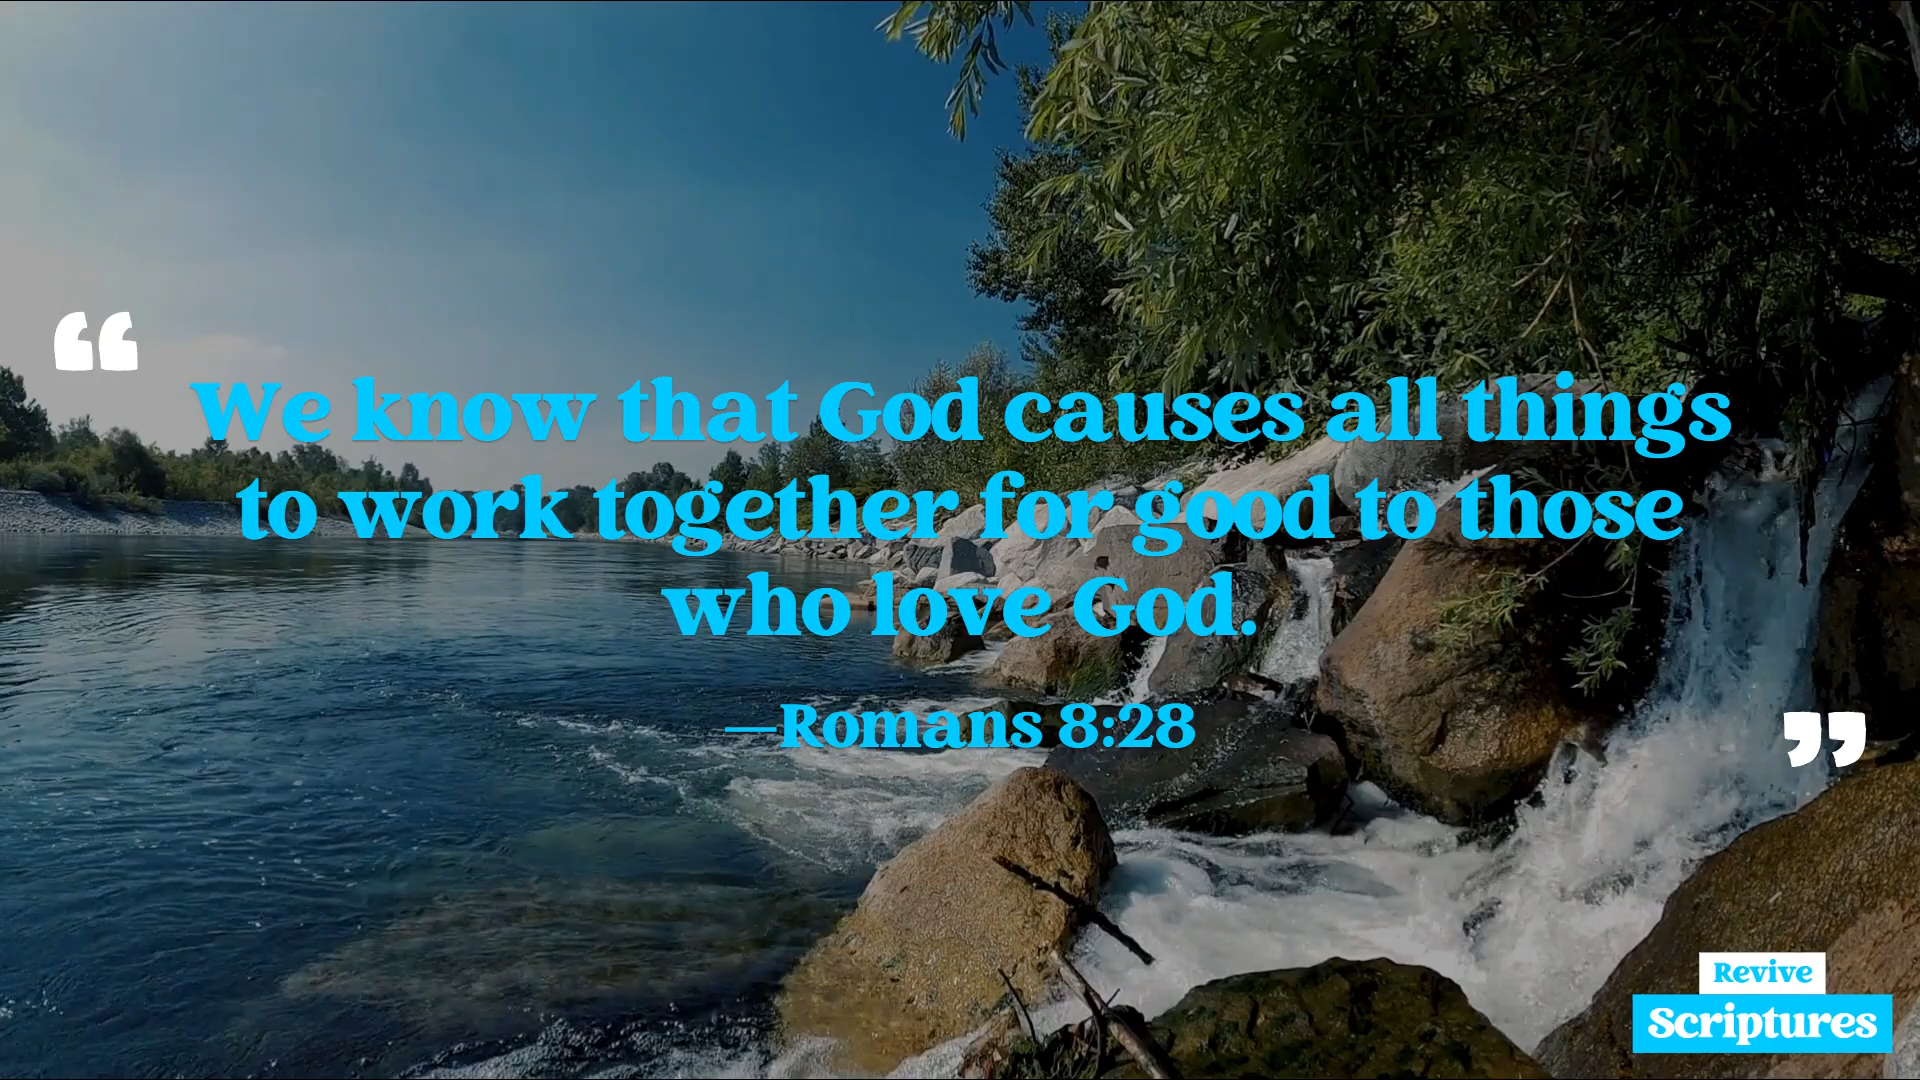 “
We know that God causes all things
to work together for good to those
who love God.
—Romans 8:28
”
Revive
Scriptures